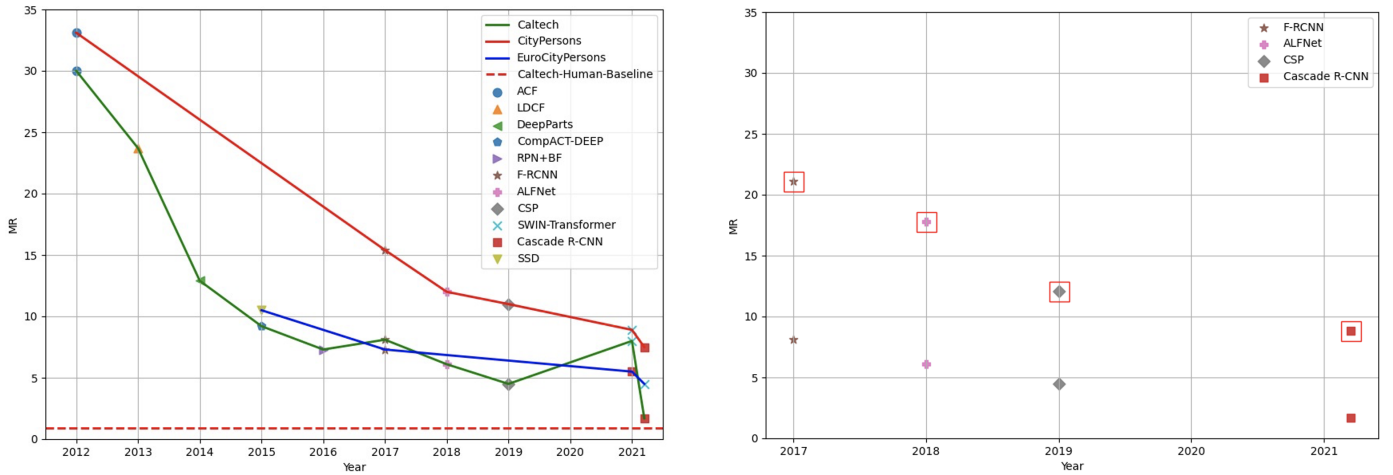 35
30
25
20
15
10
5
0
MR
2012 2013 2014 2015 2016 2017 2018 2019 2020 2021
Year
Caltech
CityPersons
EuroCityPersons
Caltech-Human-Baseline
ACF
LDCF
DeepParts
CompACT-DEEP
RPN+BF
F-RCNN
ALFNet
CSP
SWIN-Transformer
Cascade R-CNN
SSD
35
30
25
20
15
10
5
0
MR
2017 2018 2019 2020 2021
Year
F-RCNN
ALFNet
CSP
Cascade R-CNN